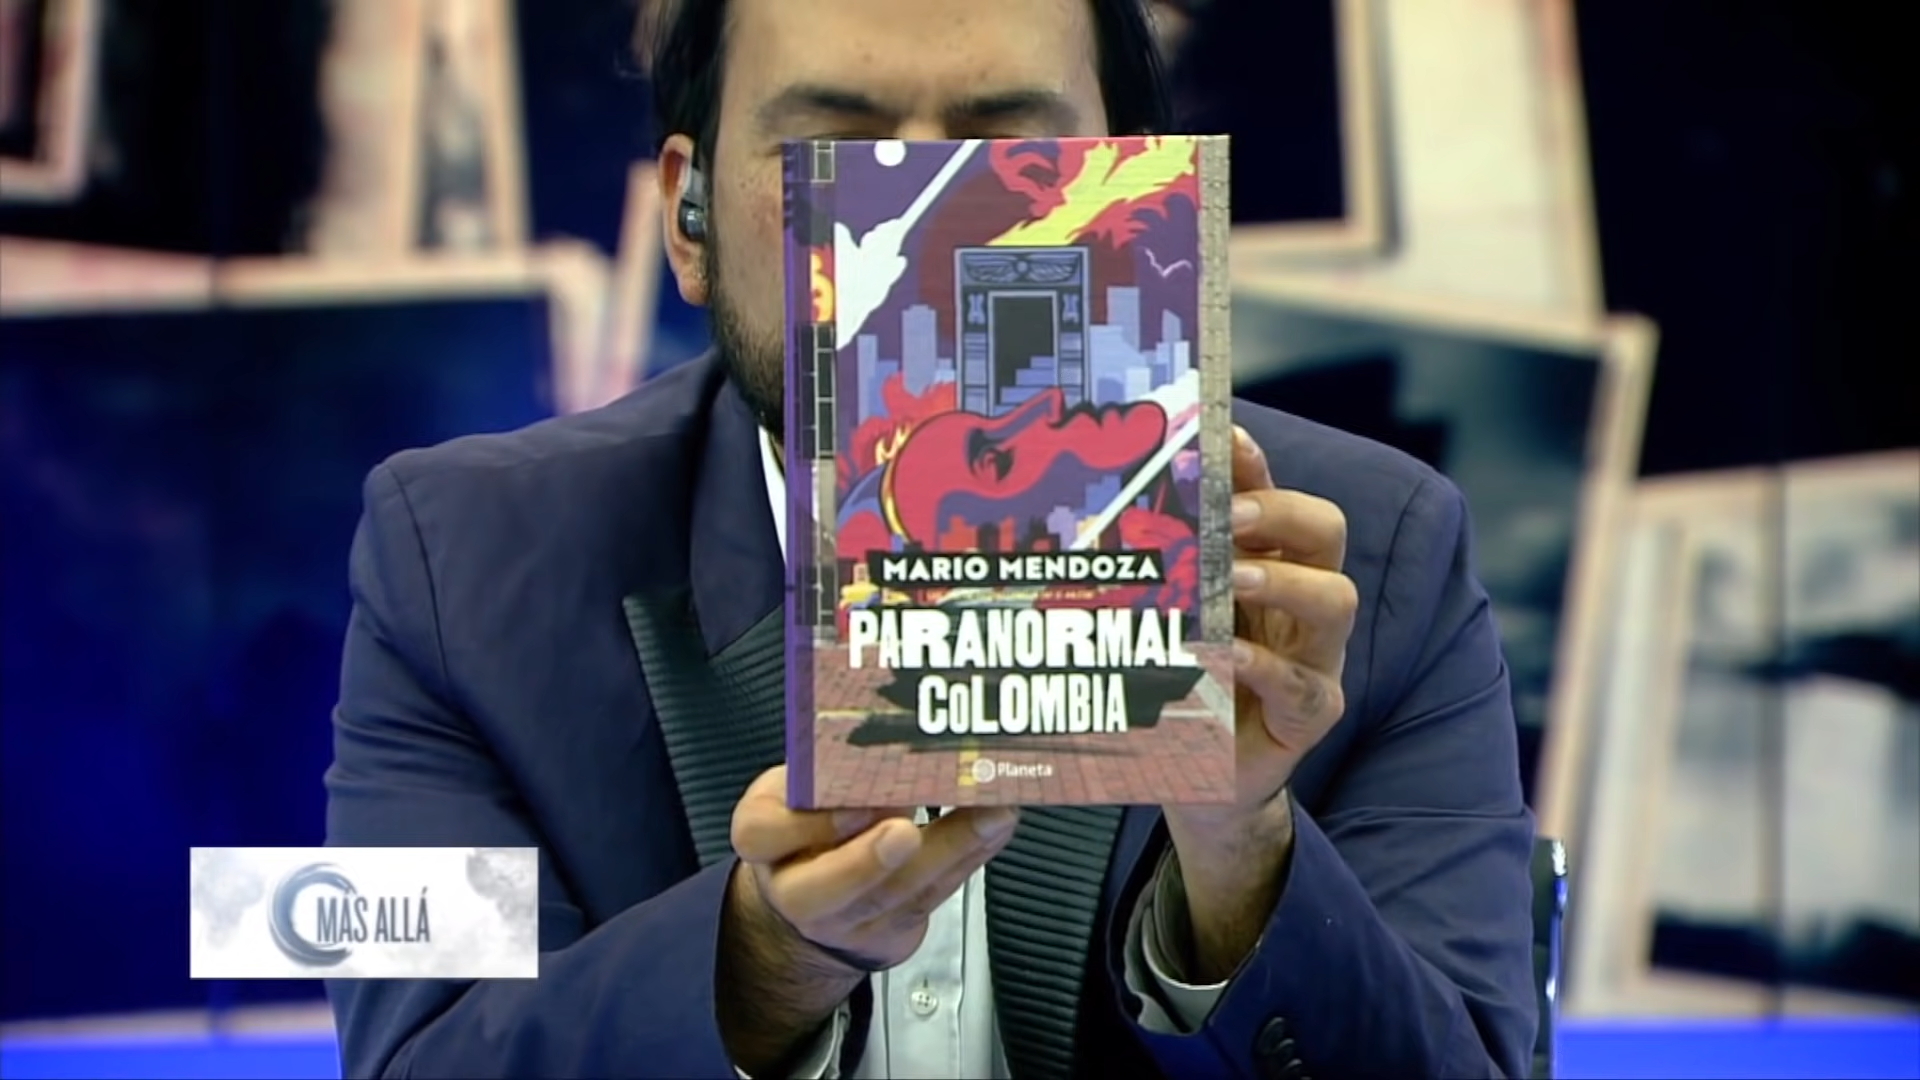 MARIO MENDOZA
PARANORMAL
COLOMBIA
Planeta
MÁS ALLÁ